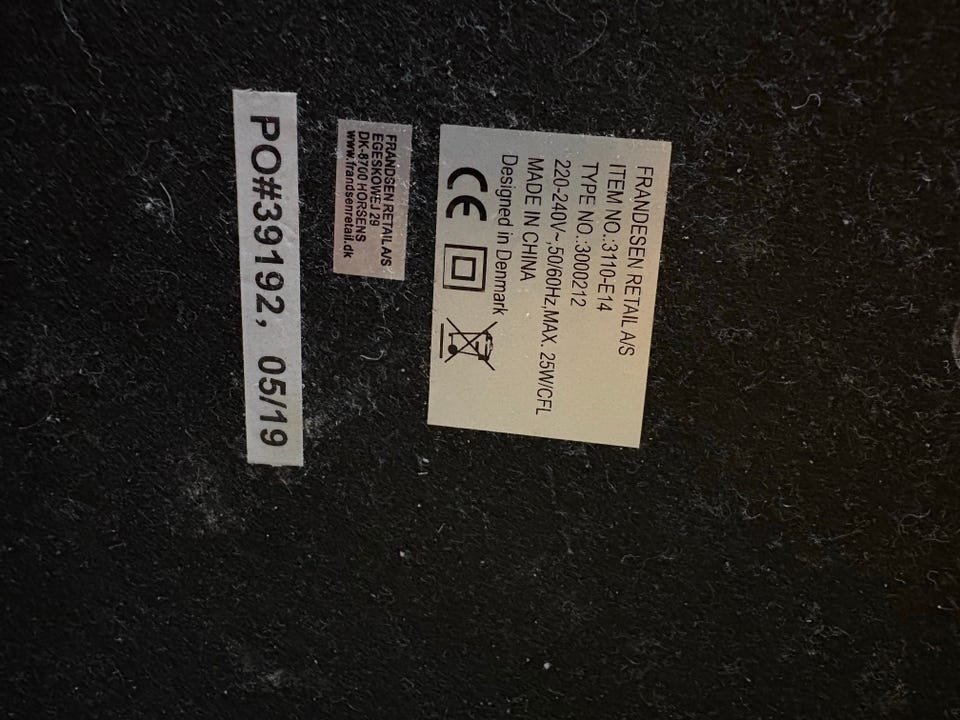 FRANDESEN RETAIL A/S
ITEM NO.:3110-E14
TYPE NO.:3000212
220-240V~,50/60Hz,MAX. 25W/CFL
MADE IN CHINA
Designed in Denmark
CE
FRANDSEN RETAIL A/S
EGESKOVVEJ 29
DK-8700 HORSENS
www.frandsenretail.dk
PO#39192, 05/19